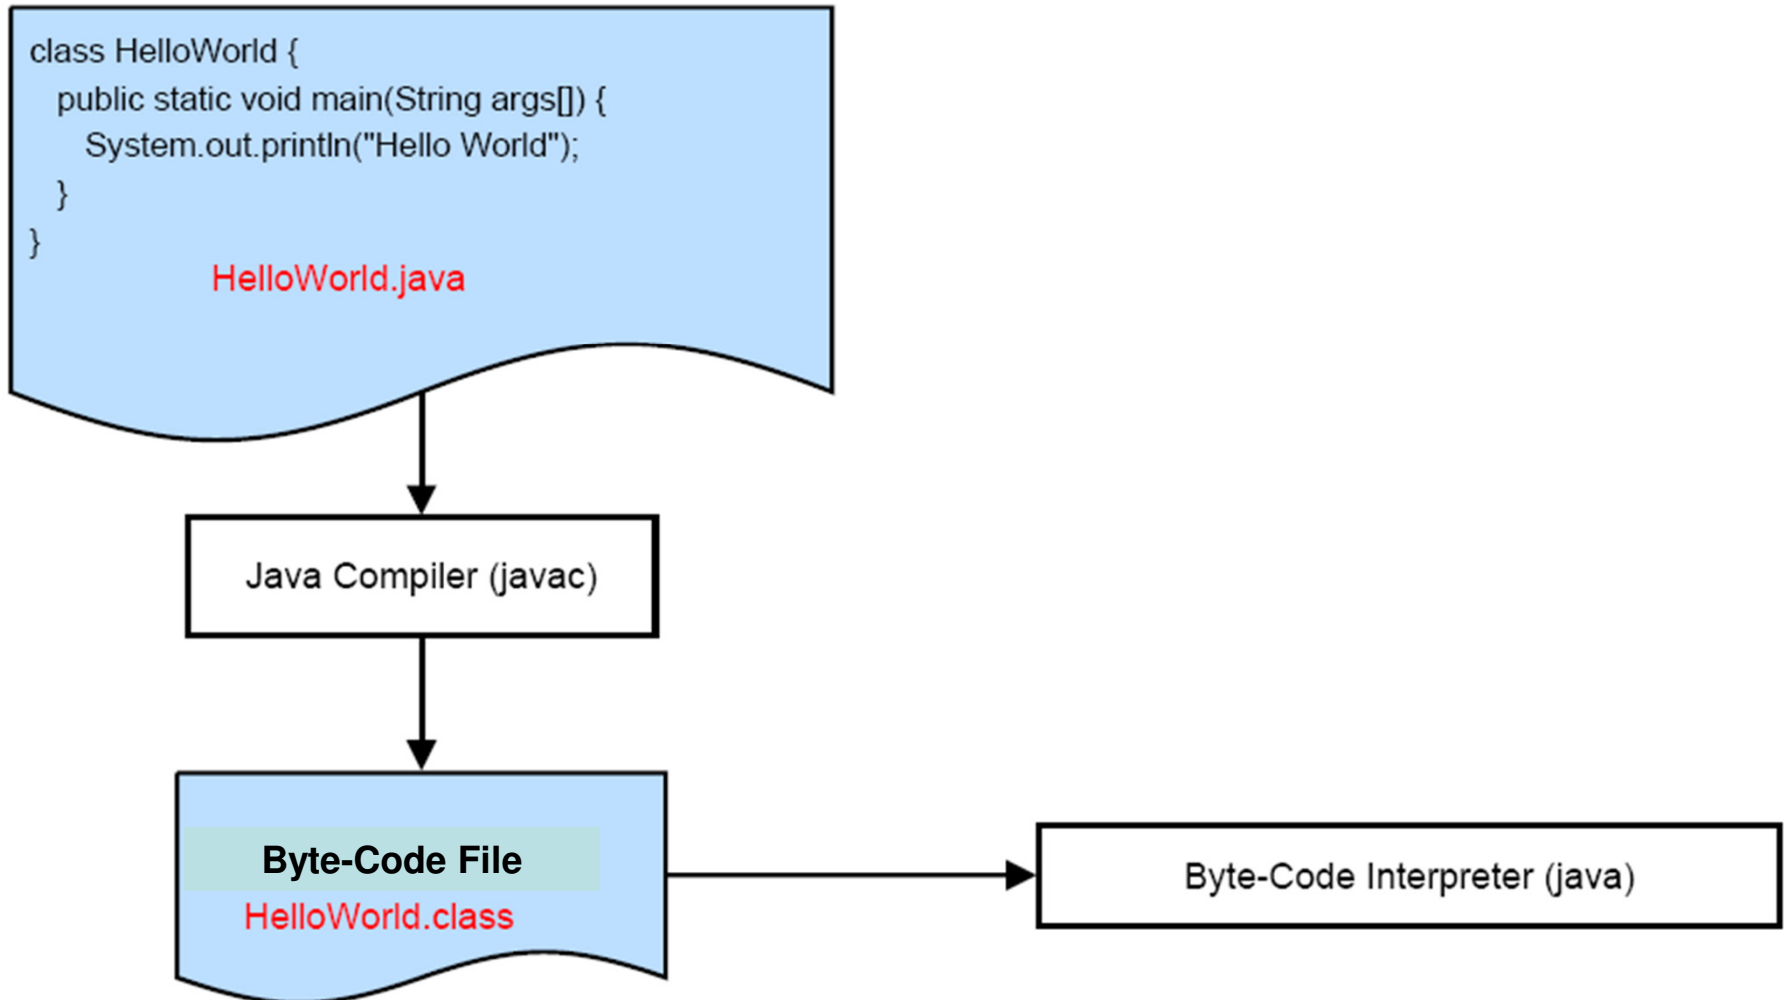 class HelloWorld {
public static void main(String args[]) {
System.out.println("Hello World");
}
}
HelloWorld.java
Java Compiler (javac)
Byte-Code File
HelloWorld.class
Byte-Code Interpreter (java)